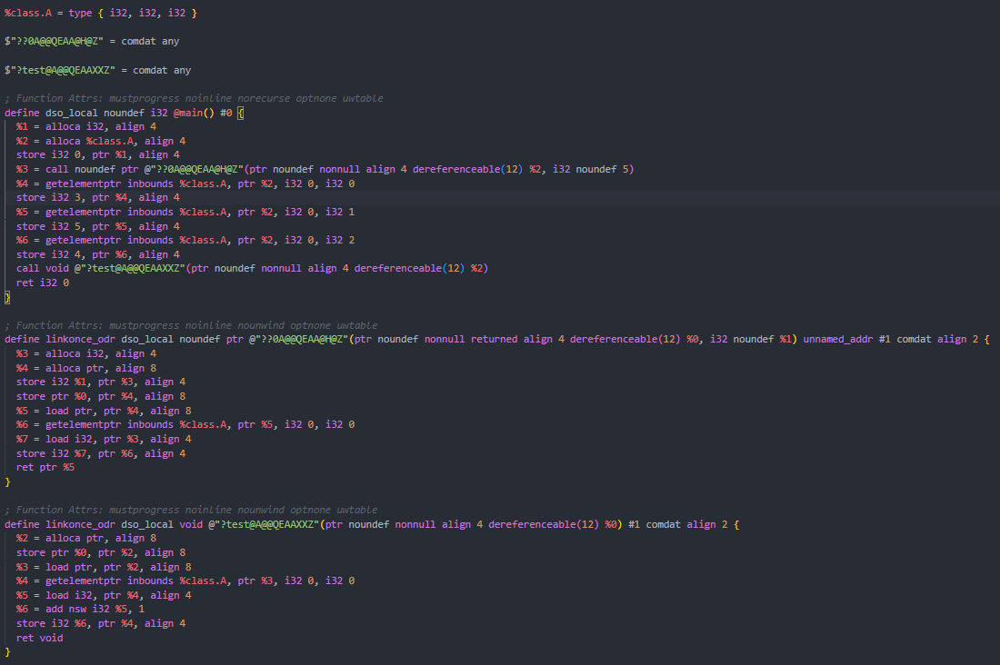 %class.A = type { i32, i32, i32 }
$"??0A@@QEAA@H@Z" = comdat any
$"?test@A@@QEAAXXZ" = comdat any
; Function Attrs: mustprogress noinline norecurse optnone uwtable
define dso_local noundef i32 @main() #0 {
%1 = alloca i32, align 4
%2 = alloca %class.A, align 4
store i32 0, ptr %1, align 4
%3 = call noundef ptr @"??0A@@QEAA@H@Z"(ptr noundef nonnull align 4 dereferenceable(12) %2, i32 noundef 5)
%4 = getelementptr inbounds %class.A, ptr %2, i32 0, i32 0
store i32 3, ptr %4, align 4
%5 = getelementptr inbounds %class.A, ptr %2, i32 0, i32 1
store i32 5, ptr %5, align 4
%6 = getelementptr inbounds %class.A, ptr %2, i32 0, i32 2
store i32 4, ptr %6, align 4
call void @"?test@A@@QEAAXXZ"(ptr noundef nonnull align 4 dereferenceable(12) %2)
ret i32 0
}
; Function Attrs: mustprogress noinline nounwind optnone uwtable
define linkonce_odr dso_local noundef ptr @"??0A@@QEAA@H@Z"(ptr noundef nonnull returned align 4 dereferenceable(12) %0, i32 noundef %1) unnamed_addr #1 comdat align 2 {
%3 = alloca i32, align 4
%4 = alloca ptr, align 8
store i32 %1, ptr %3, align 4
store ptr %0, ptr %4, align 8
%5 = load ptr, ptr %4, align 8
%6 = getelementptr inbounds %class.A, ptr %5, i32 0, i32 0
%7 = load i32, ptr %3, align 4
store i32 %7, ptr %6, align 4
ret ptr %5
}
; Function Attrs: mustprogress noinline nounwind optnone uwtable
define linkonce_odr dso_local void @"?test@A@@QEAAXXZ"(ptr noundef nonnull align 4 dereferenceable(12) %0) #1 comdat align 2 {
%2 = alloca ptr, align 8
store ptr %0, ptr %2, align 8
%3 = load ptr, ptr %2, align 8
%4 = getelementptr inbounds %class.A, ptr %3, i32 0, i32 0
%5 = load i32, ptr %4, align 4
%6 = add nsw i32 %5, 1
store i32 %6, ptr %4, align 4
ret void
}